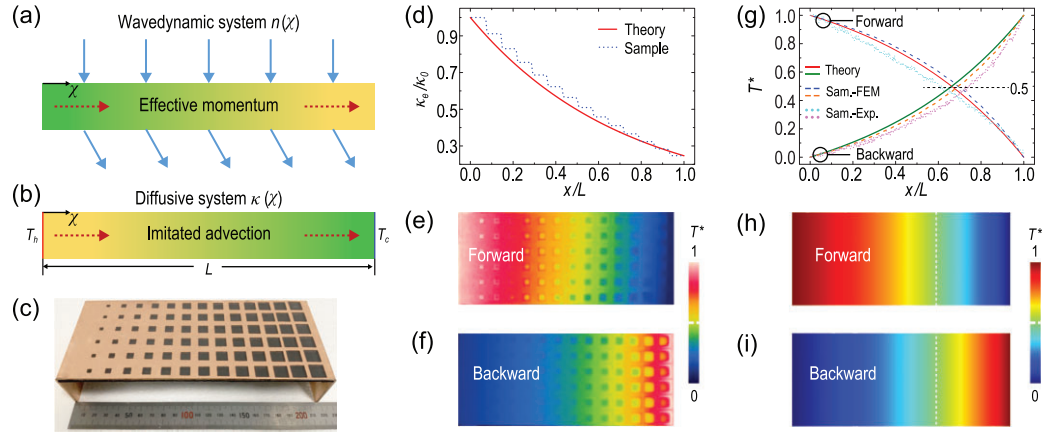 (a)
Wavedynamic system n(χ)
χ
Effective momentum
(b)
Diffusive system κ(χ)
χ
T_h
Imitated advection
T_c
L
(c)
(d)
κ_e/κ_0
0.9
0.7
0.5
0.3
Theory
Sample
0.0 0.2 0.4 0.6 0.8 1.0
x/L
(e)
Forward
T*
1
0
(f)
Backward
(g)
T*
1.0
0.8
0.6
0.4
0.2
0.0
Forward
Theory
Sam.-FEM
Sam.-Exp.
0.5
Backward
0.0 0.2 0.4 0.6 0.8 1.0
x/L
(h)
Forward
T*
1
0
(i)
Backward